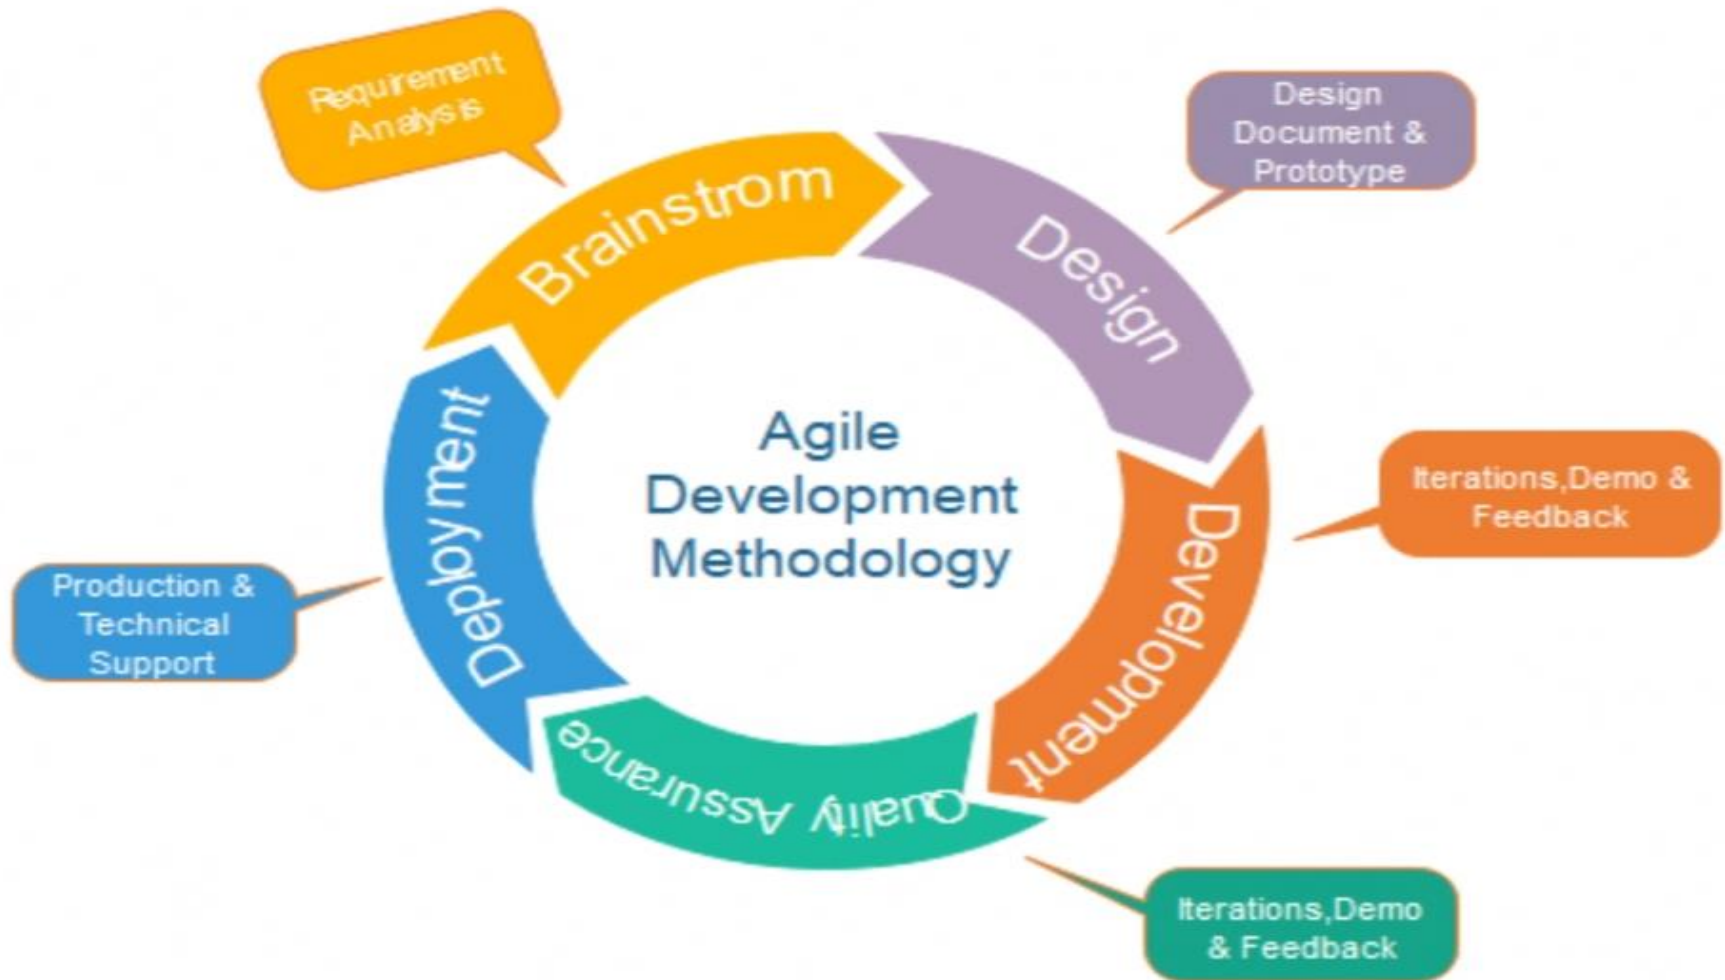 Requirement
Analysis
Brainstrom
Design
Document &
Prototype
Design
Agile
Development
Methodology
Iterations,Demo &
Feedback
Development
Iterations,Demo
& Feedback
Quality Assurance
Production &
Technical
Support
Deployment